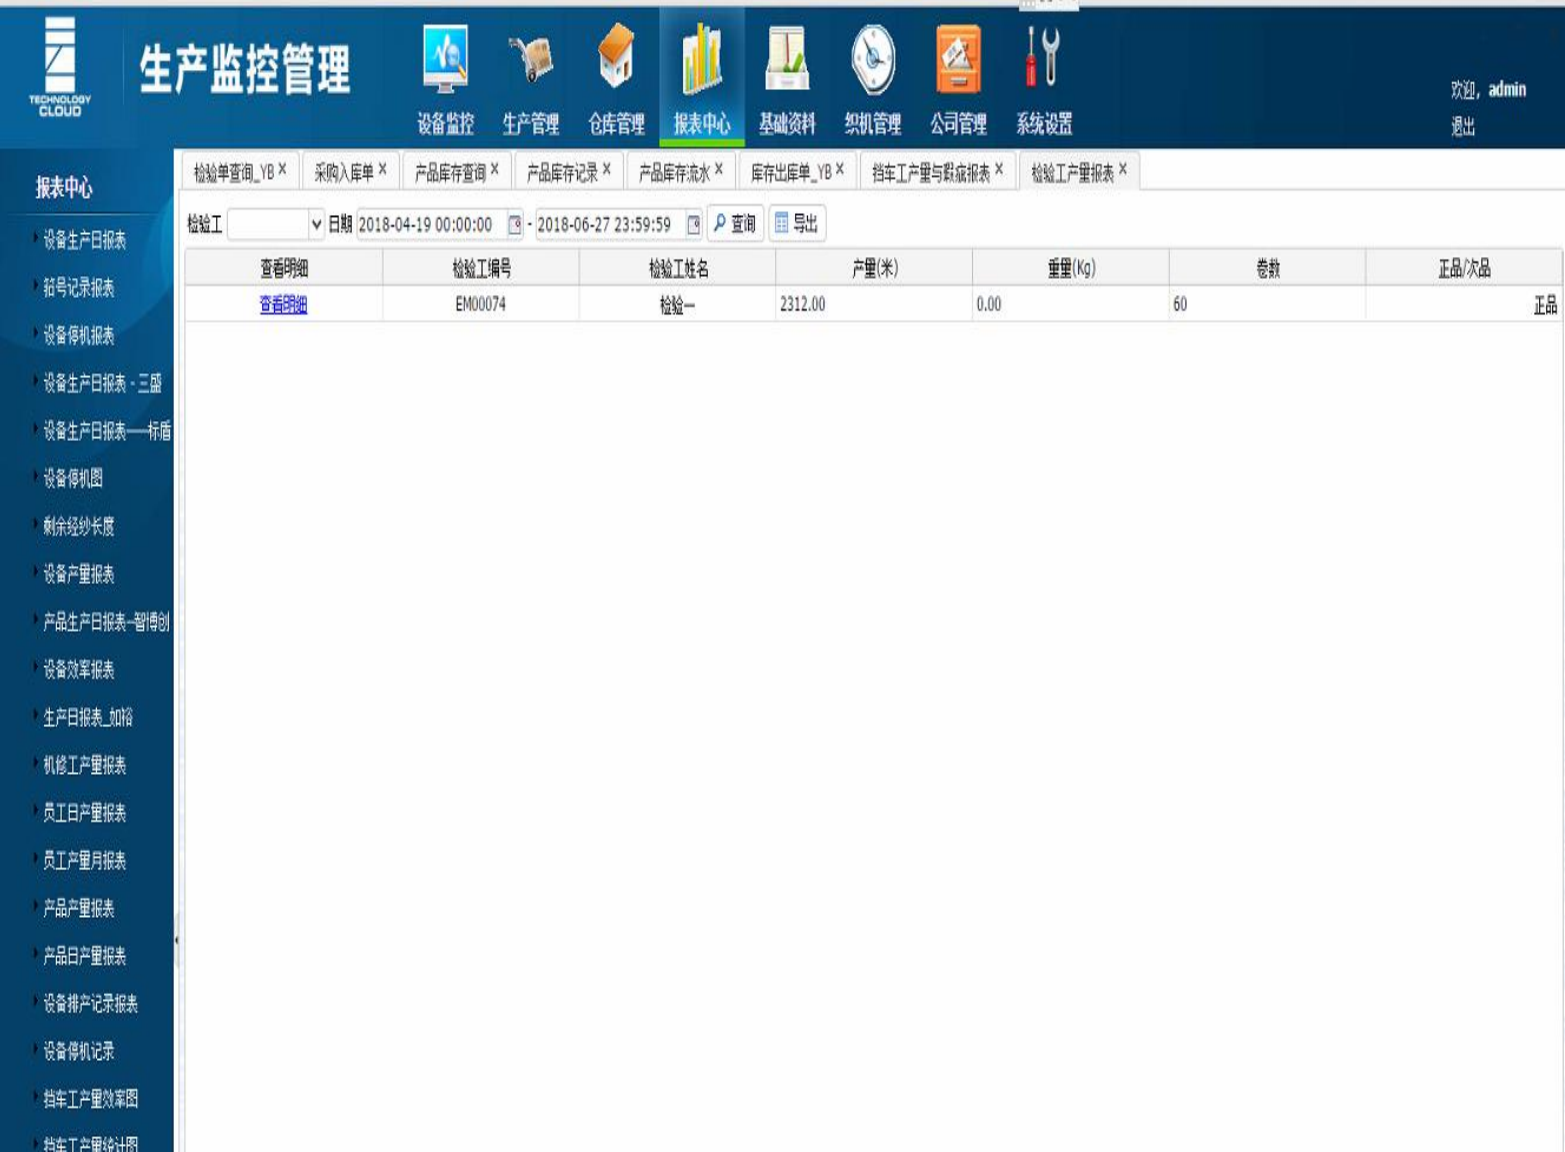 TECHNOLOGY
CLOUD
生产监控管理
设备监控 生产管理 仓库管理 报表中心 基础资料 织机管理 公司管理 系统设置
欢迎, admin
退出
检验单查询_YB × 采购入库单 × 产品库存查询 × 产品库存记录 × 产品库存流水 × 库存出库单_YB × 挡车工产量与瑕疵报表 × 检验工产量报表 ×
检验工 日期 2018-04-19 00:00:00 - 2018-06-27 23:59:59 查询 导出
查看明细 检验工编号 检验工姓名 产量(米) 重量(Kg) 卷数 正品/次品
查看明细 EM00074 检验一 2312.00 0.00 60 正品
报表中心
设备生产日报表
箱号记录报表
设备停机报表
设备生产日报表 - 三盛
设备生产日报表——标盾
设备停机图
剩余经纱长度
设备产量报表
产品生产日报表—智博创
设备效率报表
生产日报表_如裕
机修工产量报表
员工日产量报表
员工产量月报表
产品产量报表
产品日产量报表
设备排产记录报表
设备停机记录
挡车工产量效率图
挡车工产量统计图